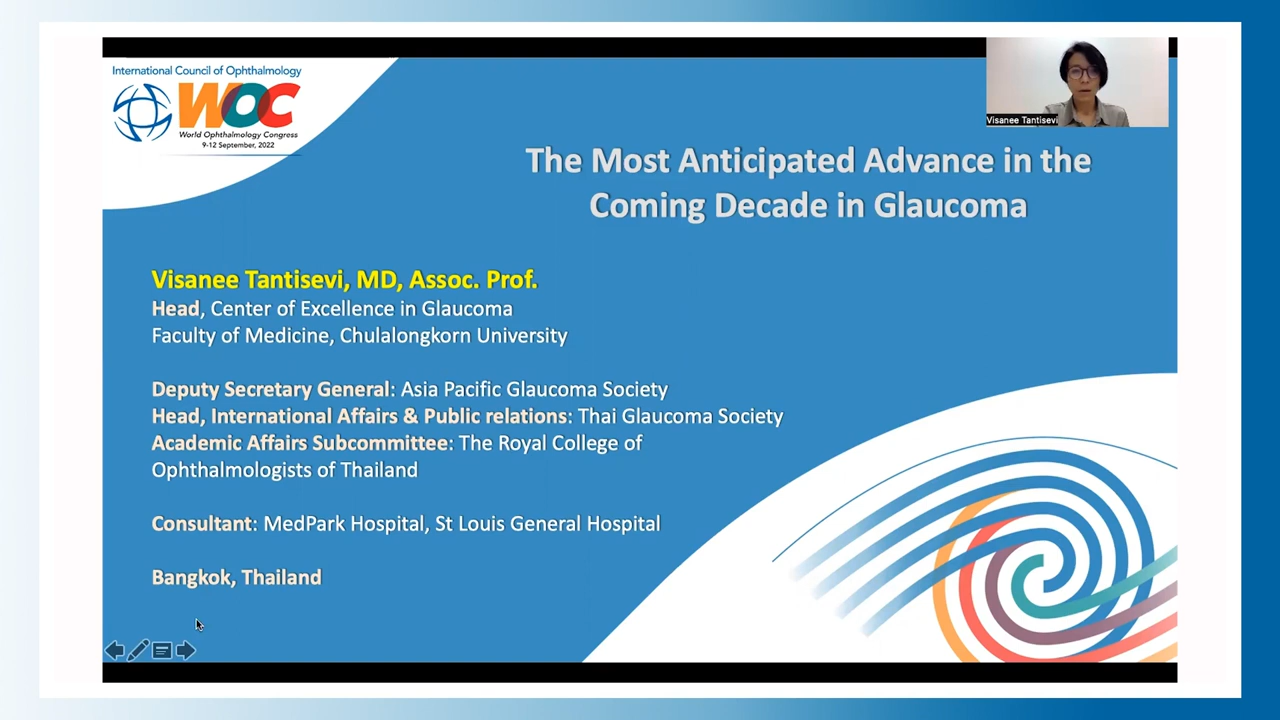 International Council of Ophthalmology
WOC
World Ophthalmology Congress
9-12 September, 2022
Visanee Tantisevi
The Most Anticipated Advance in the
Coming Decade in Glaucoma
Visanee Tantisevi, MD, Assoc. Prof.
Head, Center of Excellence in Glaucoma
Faculty of Medicine, Chulalongkorn University
Deputy Secretary General: Asia Pacific Glaucoma Society
Head, International Affairs & Public relations: Thai Glaucoma Society
Academic Affairs Subcommittee: The Royal College of
Ophthalmologists of Thailand
Consultant: MedPark Hospital, St Louis General Hospital
Bangkok, Thailand